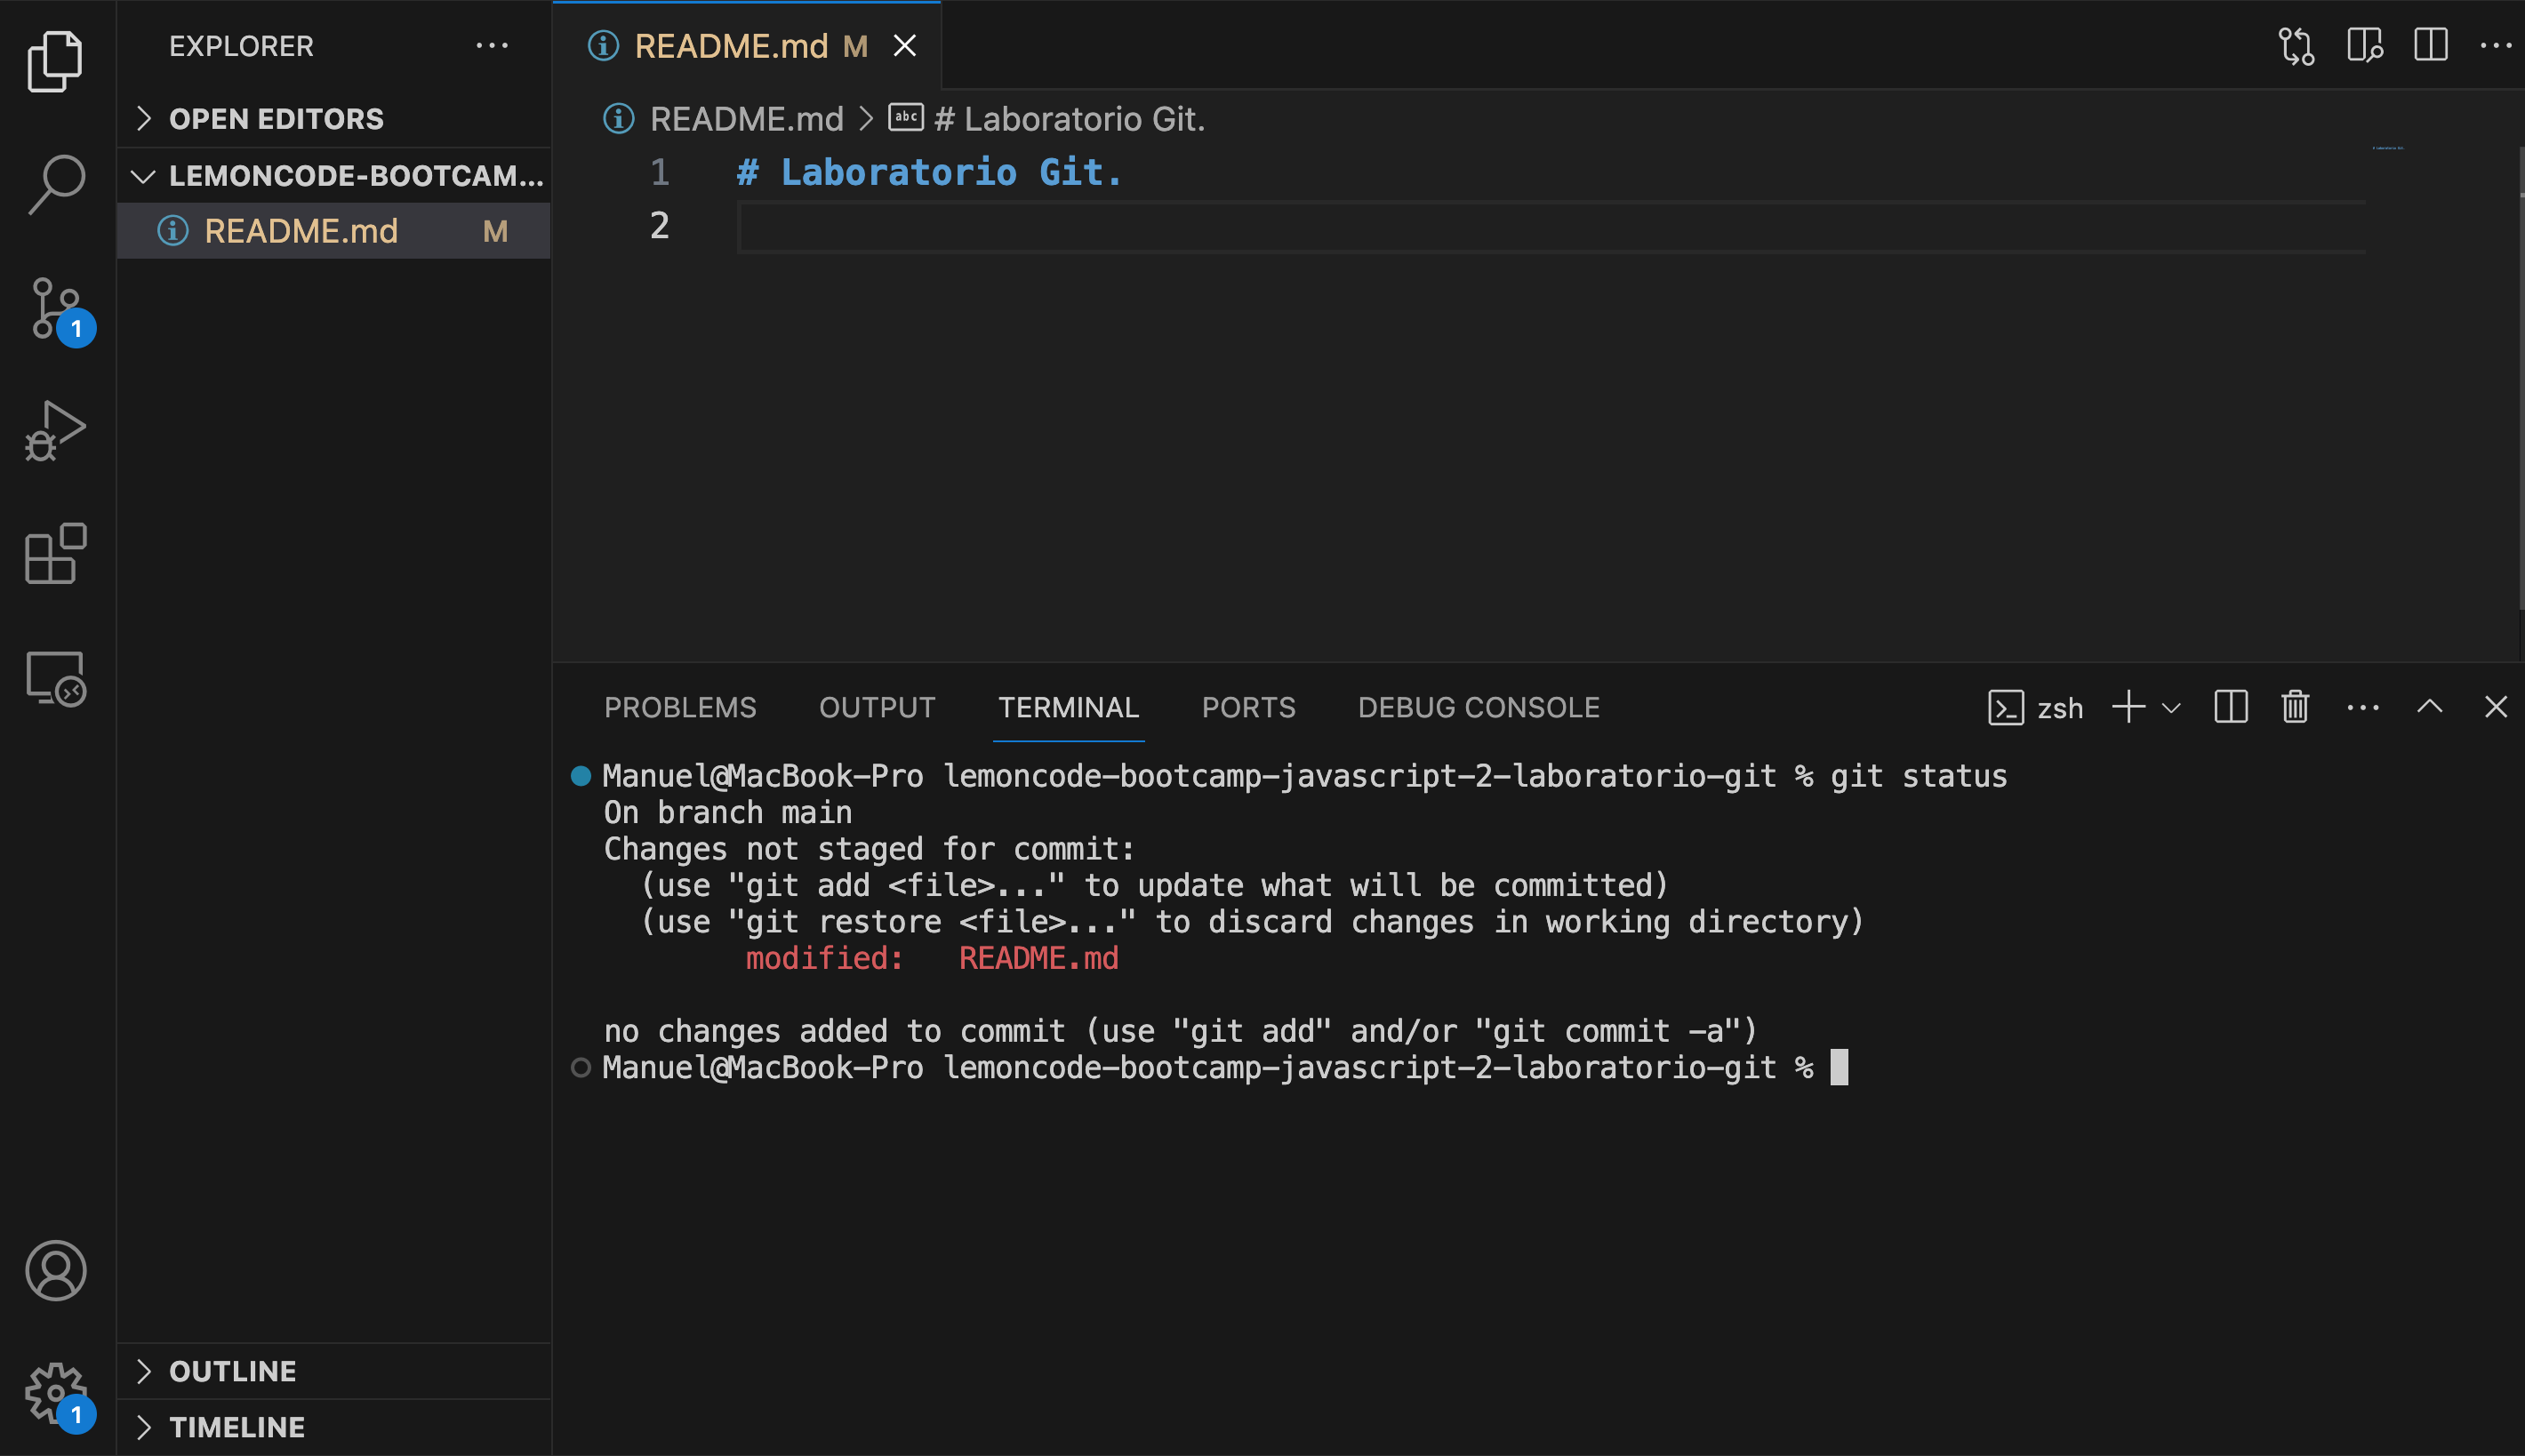 EXPLORER
OPEN EDITORS
LEMONCODE-BOOTCAM...
README.md M
1
OUTLINE
TIMELINE
1
README.md M
README.md > abc # Laboratorio Git.
1 # Laboratorio Git.
2
PROBLEMS OUTPUT TERMINAL PORTS DEBUG CONSOLE zsh
Manuel@MacBook-Pro lemoncode-bootcamp-javascript-2-laboratorio-git % git status
On branch main
Changes not staged for commit:
(use "git add <file>..." to update what will be committed)
(use "git restore <file>..." to discard changes in working directory)
modified: README.md
no changes added to commit (use "git add" and/or "git commit -a")
Manuel@MacBook-Pro lemoncode-bootcamp-javascript-2-laboratorio-git %